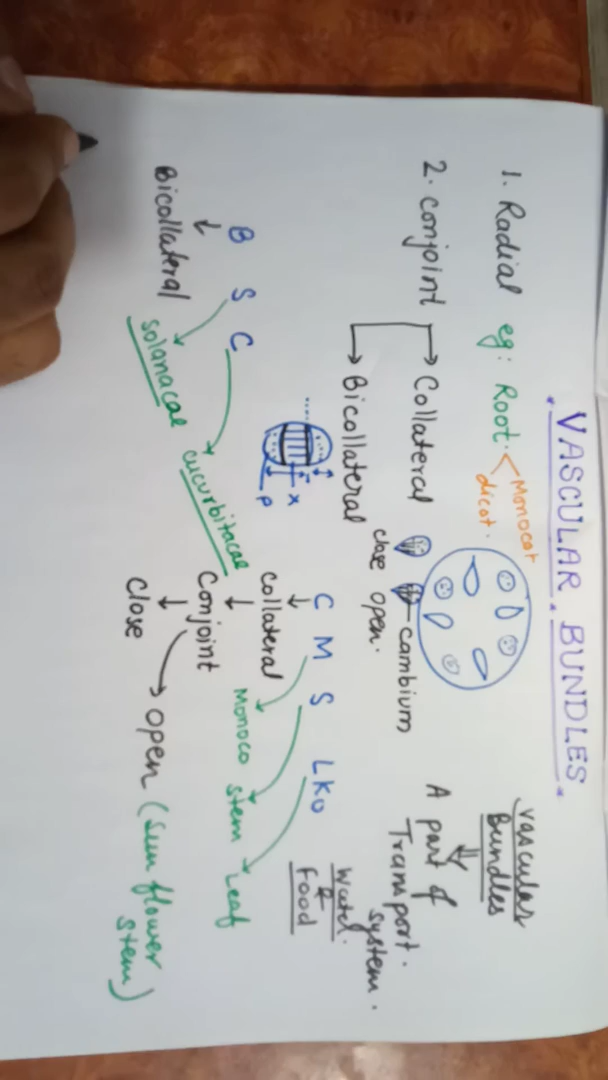 VASCULAR BUNDLES.
1. Radial eg: Root. Monocot
dicot.
2. conjoint → Collateral
close open.
cambium
→ Bicollateral
x
P
Vascular
Bundles
A part of
Transport.
system.
Water.
&
Food
B S C
Bicollateral
solanacae
cucurbitacae
C M S LKO
collateral
Conjoint
close
Monoco stem Leaf
open (sun flower
stem)